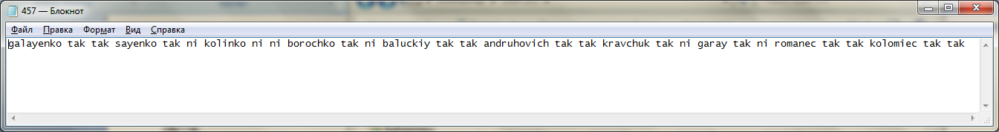 457 — Блокнот
Файл Правка Формат Вид Справка
galayenko tak tak sayenko tak ni kolinko ni ni borochko tak ni baluckiy tak tak andruhovich tak tak kravchuk tak ni garay tak ni romanec tak tak kolomiec tak tak